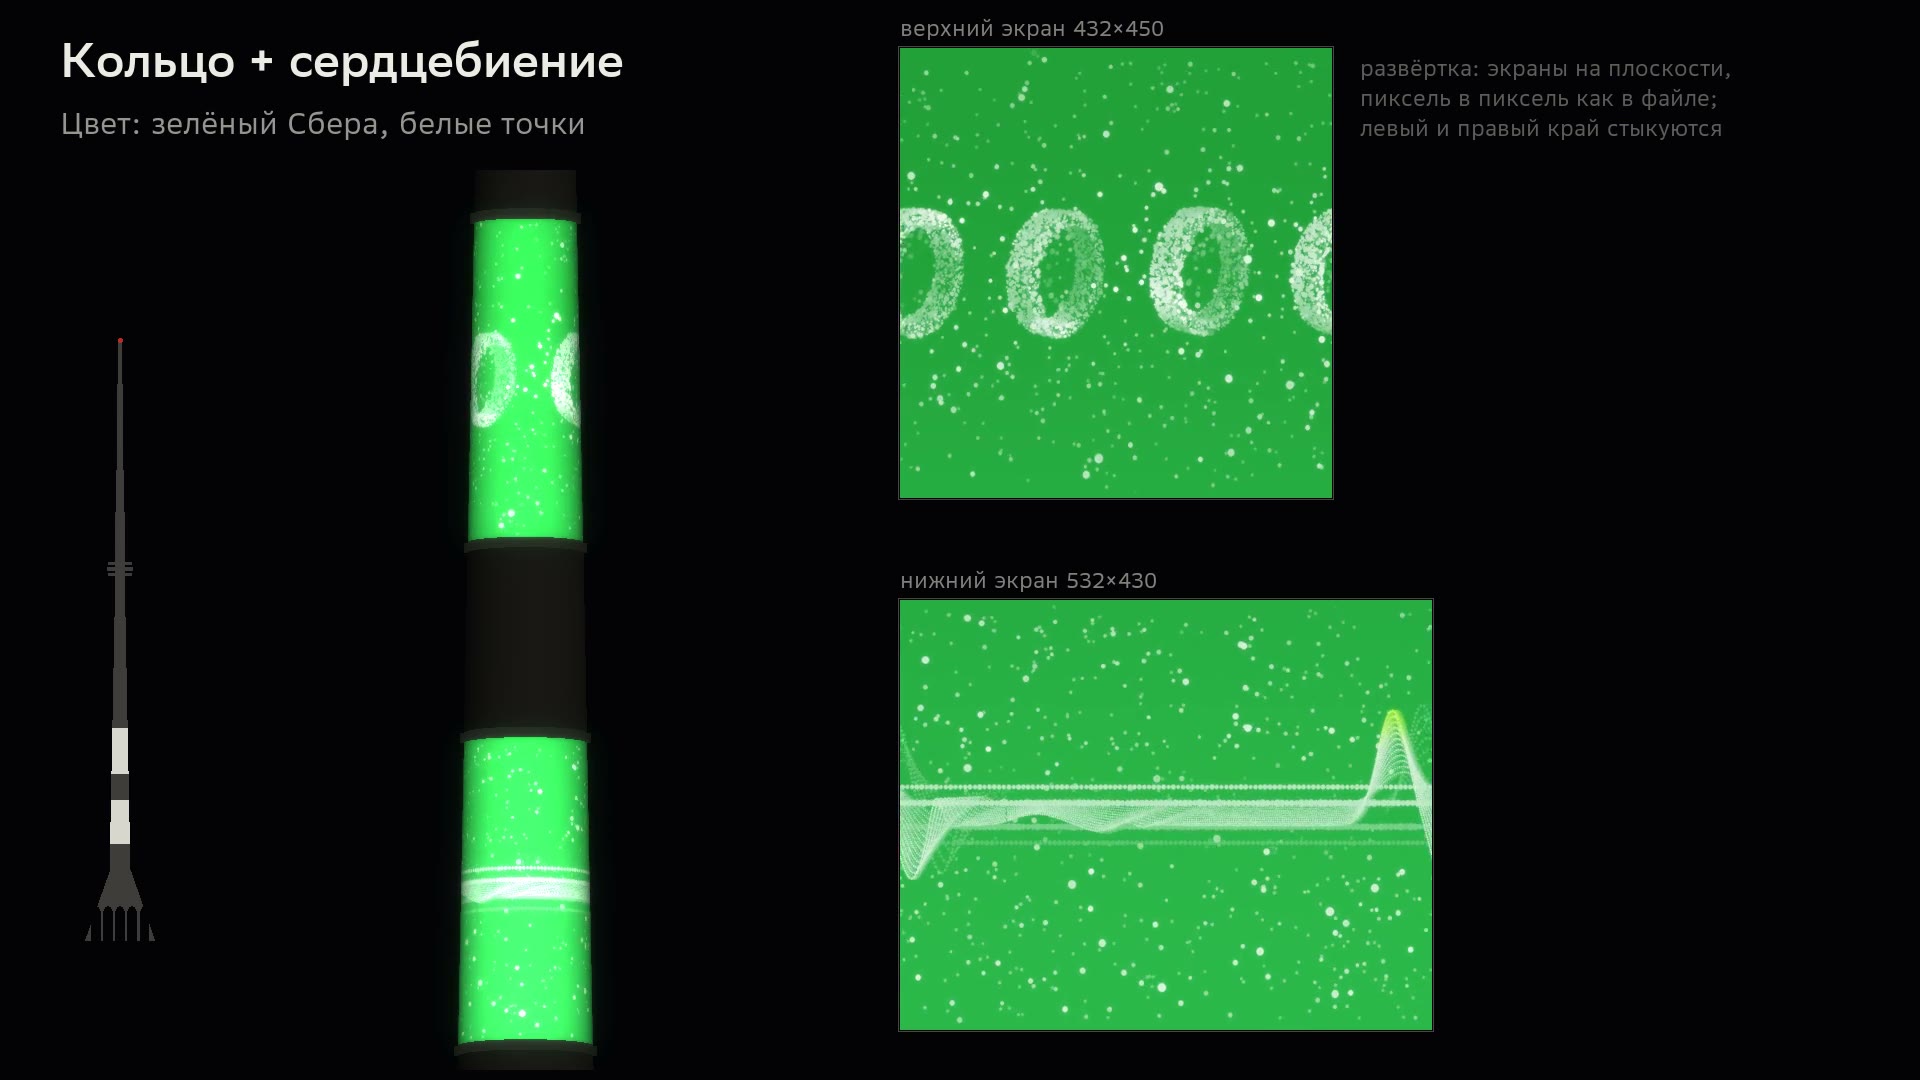 Кольцо + сердцебиение
Цвет: зелёный Сбера, белые точки
верхний экран 432×450
развёртка: экраны на плоскости,
пиксель в пиксель как в файле;
левый и правый край стыкуются
нижний экран 532×430